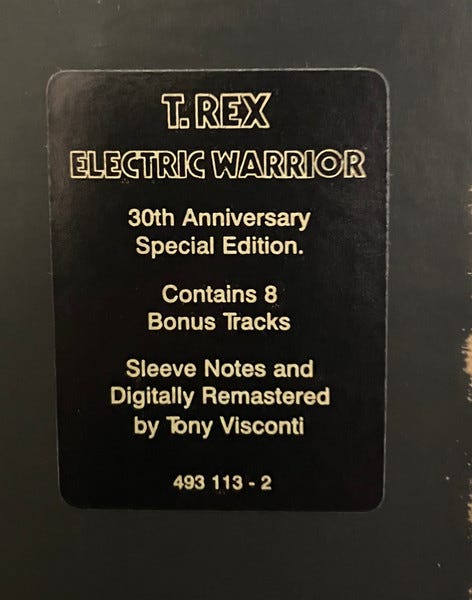 T.REX
ELECTRIC WARRIOR
30th Anniversary
Special Edition.
Contains 8
Bonus Tracks
Sleeve Notes and
Digitally Remastered
by Tony Visconti
493 113 - 2